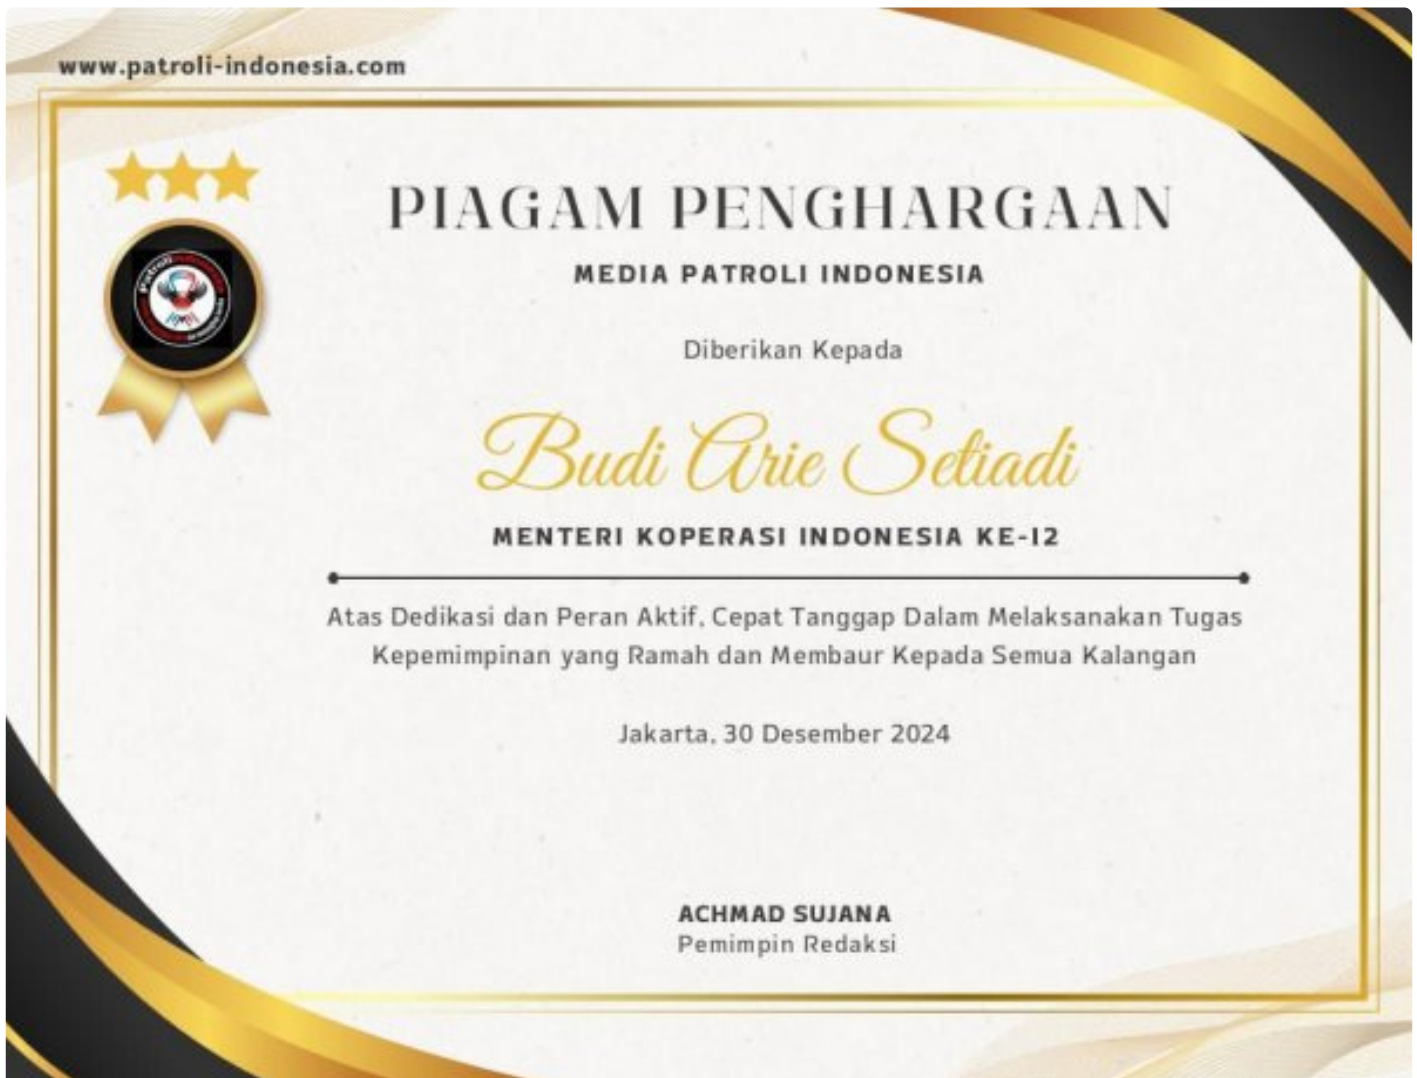 www.patroli-indonesia.com
PIAGAM PENGHARGAAN
MEDIA PATROLI INDONESIA
Diberikan Kepada
Budi Arie Setiadi
MENTERI KOPERASI INDONESIA KE-12
Atas Dedikasi dan Peran Aktif, Cepat Tanggap Dalam Melaksanakan Tugas
Kepemimpinan yang Ramah dan Membaur Kepada Semua Kalangan
Jakarta, 30 Desember 2024
ACHMAD SUJANA
Pemimpin Redaksi